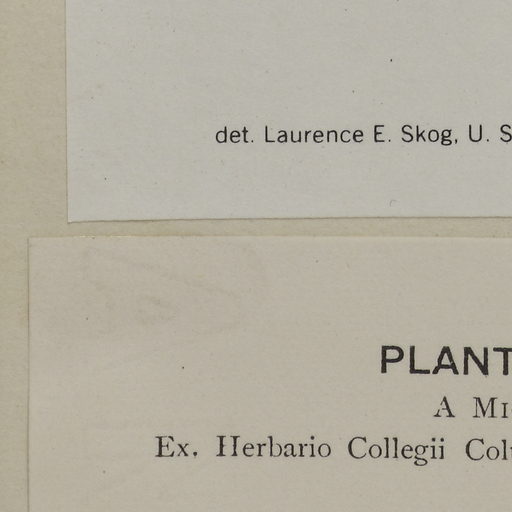 det. Laurence E. Skog, U. S
PLANT
A MI
Ex. Herbario Collegii Col